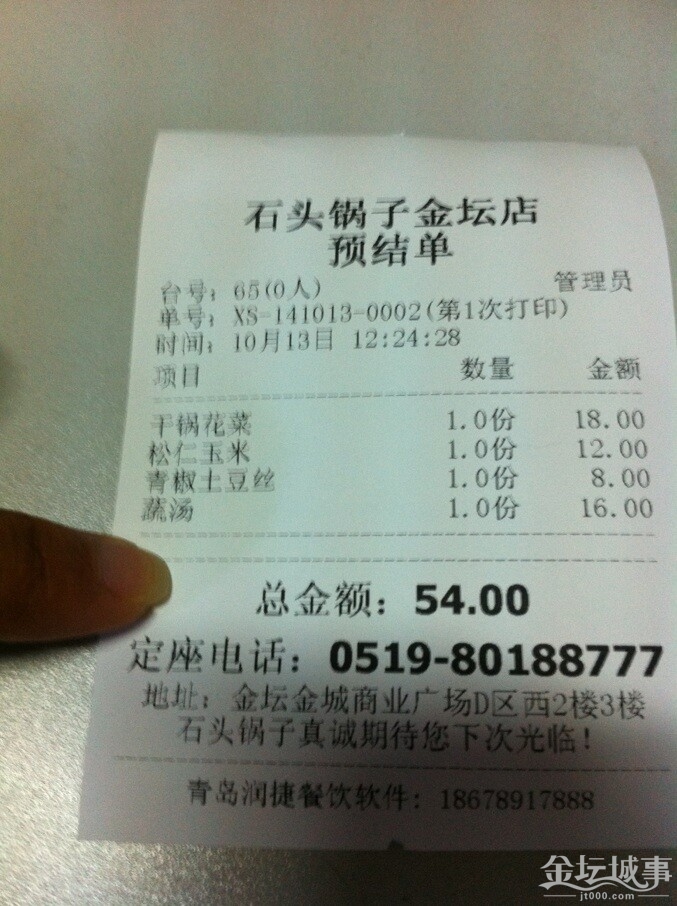 石头锅子金坛店
预结单
台号：65(0人) 管理员
单号：XS-141013-0002(第1次打印)
时间：10月13日 12:24:28
项目 数量 金额
干锅花菜 1.0份 18.00
松仁玉米 1.0份 12.00
青椒土豆丝 1.0份 8.00
蔬汤 1.0份 16.00
总金额：54.00
定座电话：0519-80188777
地址：金坛金城商业广场D区西2楼3楼
石头锅子真诚期待您下次光临！
青岛润捷餐饮软件：18678917888
金坛城事
jt000.com